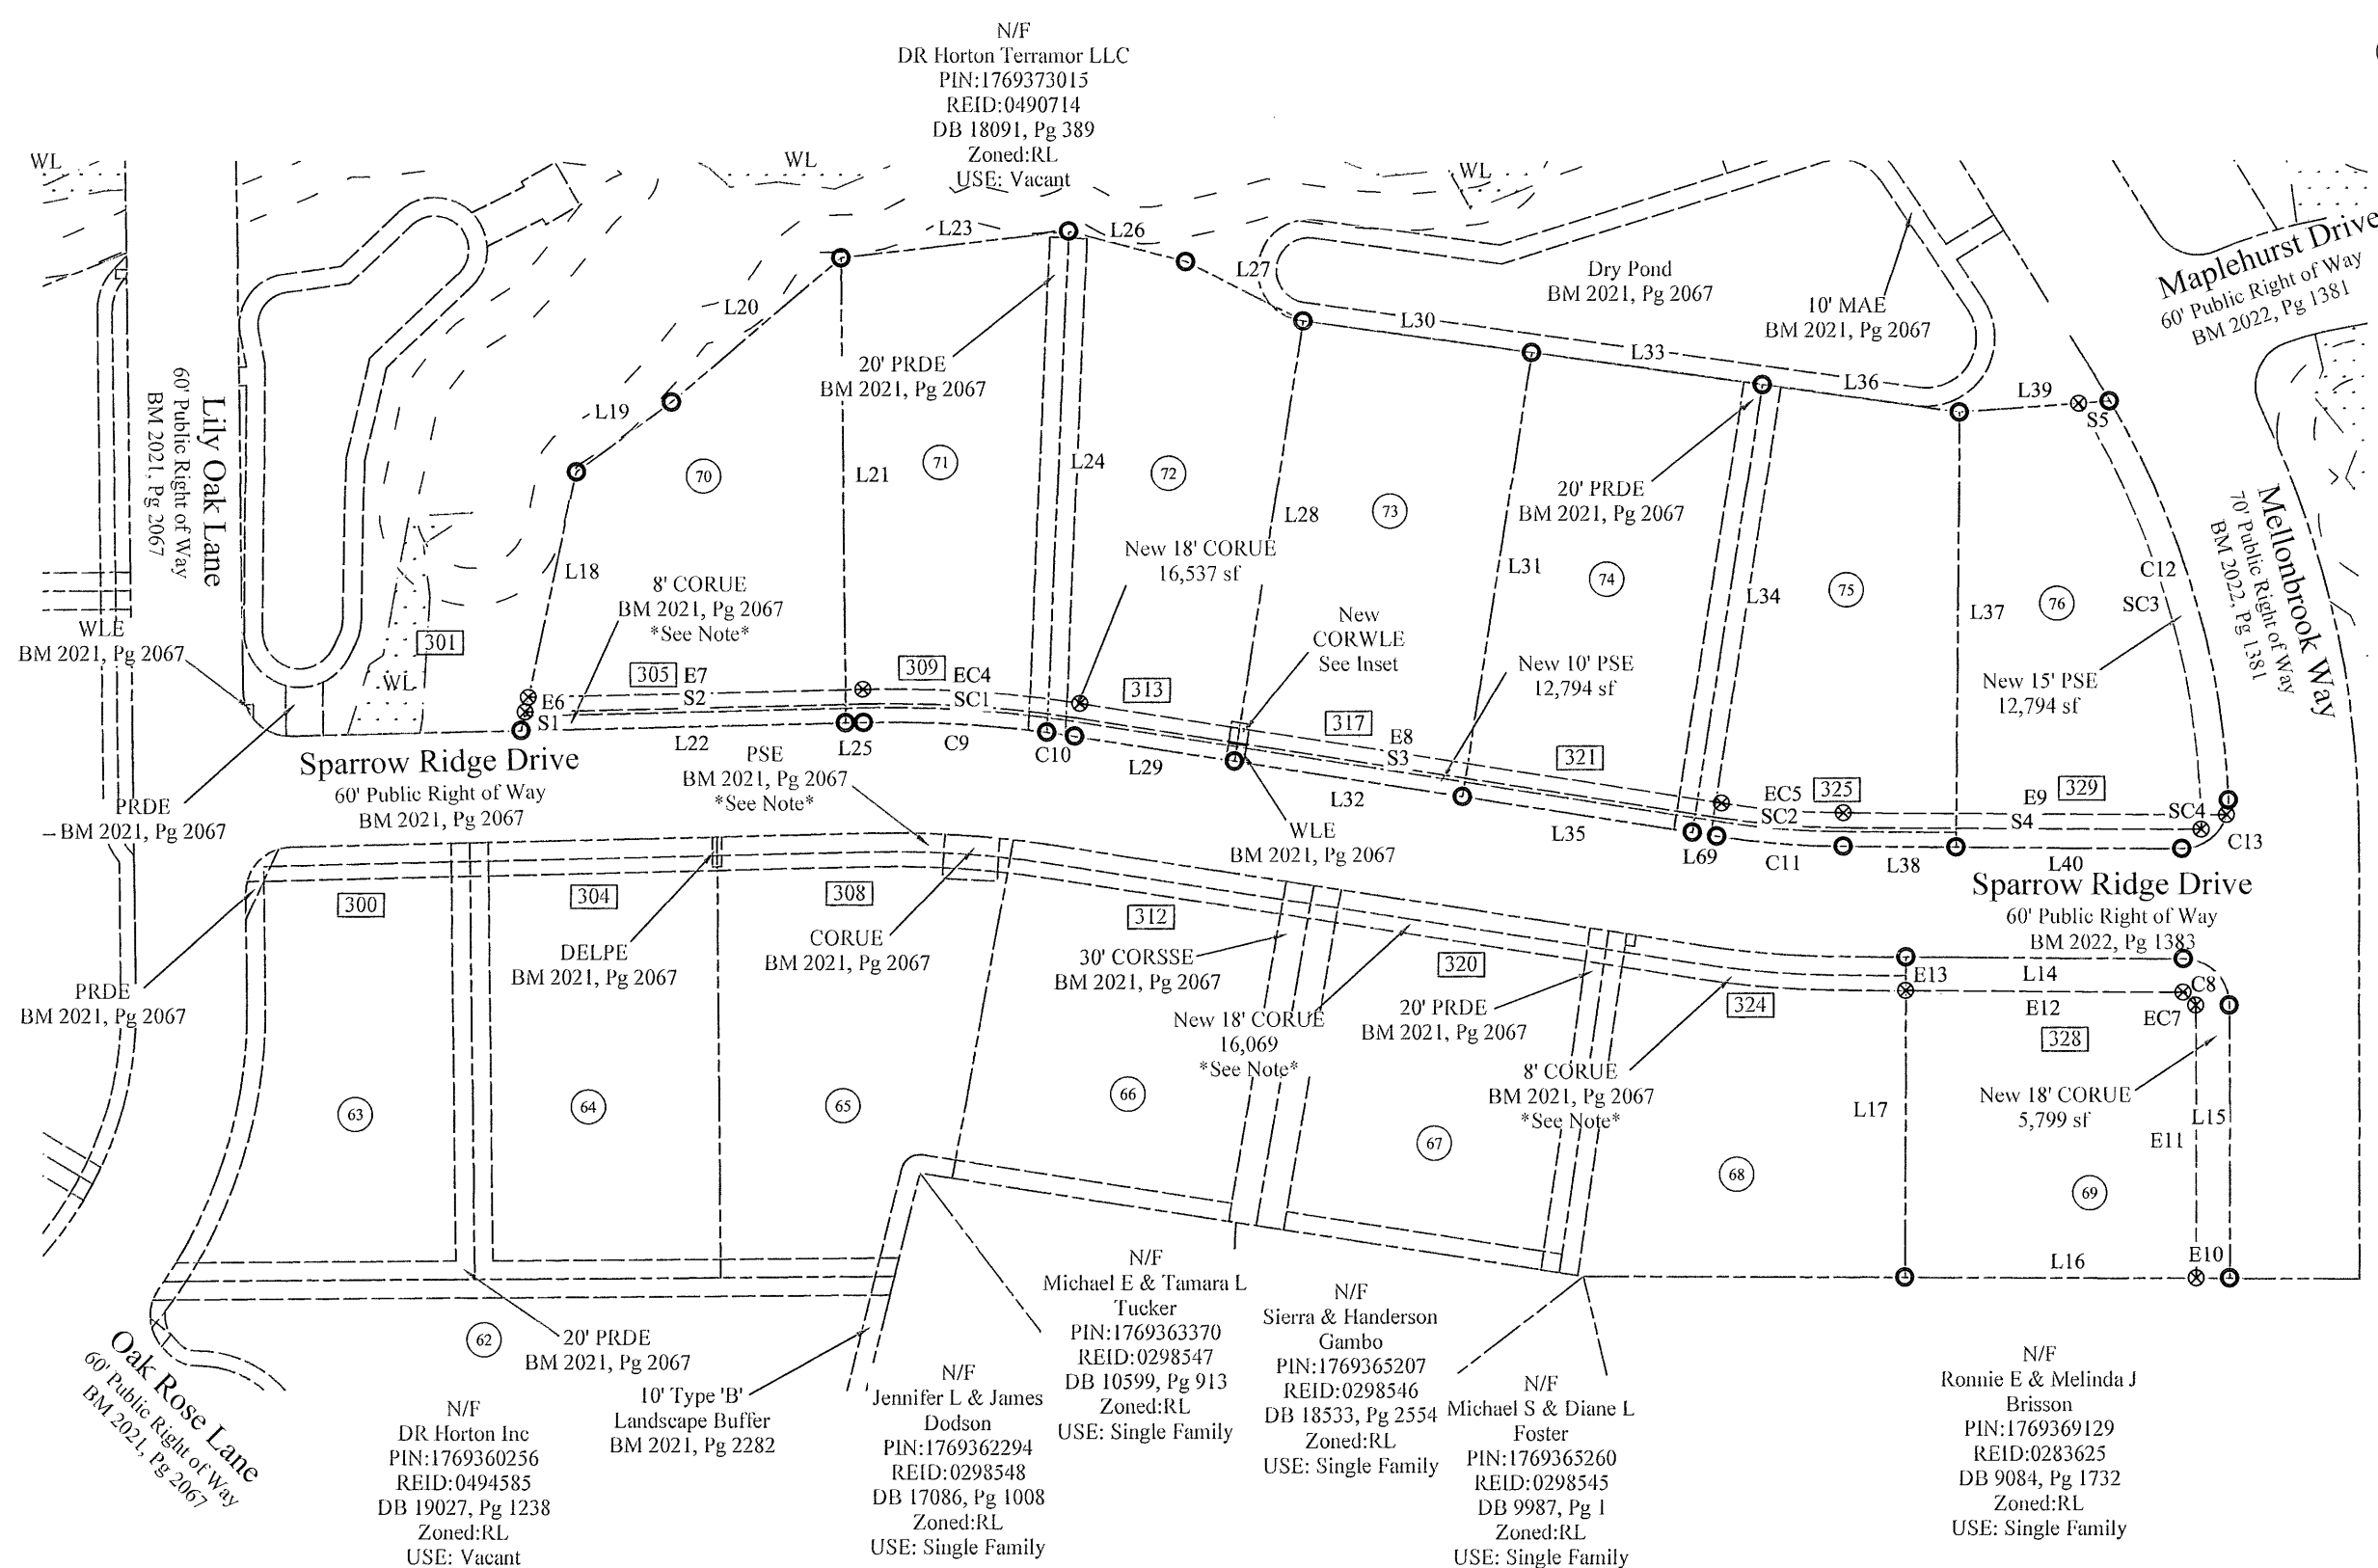 N/F
DR Horton Terramor LLC
PIN:1769373015
REID:0490714
DB 18091, Pg 389
Zoned:RL
USE: Vacant
WL
WL
WL
L23
L26
L27
L20
L19
Dry Pond
BM 2021, Pg 2067
10' MAE
BM 2021, Pg 2067
Maplehurst Drive
60' Public Right of Way
BM 2022, Pg 1381
L30
L33
L36
L39
S5
20' PRDE
BM 2021, Pg 2067
Lily Oak Lane
60' Public Right of Way
BM 2021, Pg 2067
70
L21
71
L24
72
L28
73
20' PRDE
BM 2021, Pg 2067
L31
74
L34
75
L37
76
C12
SC3
Mellonbrook Way
70' Public Right of Way
BM 2022, Pg 1381
New 18' CORUE
16,537 sf
L18
8' CORUE
BM 2021, Pg 2067
*See Note*
New
CORWLE
See Inset
New 10' PSE
12,794 sf
New 15' PSE
12,794 sf
WLE
BM 2021, Pg 2067
301
WL
305
E7
S2
309
EC4
SC1
313
E6
S1
317
E8
S3
321
EC5
325
SC2
E9
329
S4
SC4
C13
L22
L25
C9
C10
L29
L32
L35
L69
C11
L38
L40
Sparrow Ridge Drive
60' Public Right of Way
BM 2021, Pg 2067
PSE
BM 2021, Pg 2067
*See Note*
WLE
BM 2021, Pg 2067
Sparrow Ridge Drive
60' Public Right of Way
BM 2022, Pg 1383
PRDE
BM 2021, Pg 2067
300
304
308
312
320
324
328
DELPE
BM 2021, Pg 2067
CORUE
BM 2021, Pg 2067
30' CORSSE
BM 2021, Pg 2067
New 18' CORUE
16,069
*See Note*
20' PRDE
BM 2021, Pg 2067
8' CORUE
BM 2021, Pg 2067
*See Note*
E13
L14
E12
C8
EC7
New 18' CORUE
5,799 sf
L17
L15
E11
PRDE
BM 2021, Pg 2067
63
64
65
66
67
68
69
E10
L16
62
20' PRDE
BM 2021, Pg 2067
Oak Rose Lane
60' Public Right of Way
BM 2021, Pg 2067
10' Type 'B'
Landscape Buffer
BM 2021, Pg 2282
N/F
DR Horton Inc
PIN:1769360256
REID:0494585
DB 19027, Pg 1238
Zoned:RL
USE: Vacant
N/F
Jennifer L & James
Dodson
PIN:1769362294
REID:0298548
DB 17086, Pg 1008
Zoned:RL
USE: Single Family
N/F
Michael E & Tamara L
Tucker
PIN:1769363370
REID:0298547
DB 10599, Pg 913
Zoned:RL
USE: Single Family
N/F
Sierra & Handerson
Gambo
PIN:1769365207
REID:0298546
DB 18533, Pg 2554
Zoned:RL
USE: Single Family
N/F
Michael S & Diane L
Foster
PIN:1769365260
REID:0298545
DB 9987, Pg 1
Zoned:RL
USE: Single Family
N/F
Ronnie E & Melinda J
Brisson
PIN:1769369129
REID:0283625
DB 9084, Pg 1732
Zoned:RL
USE: Single Family